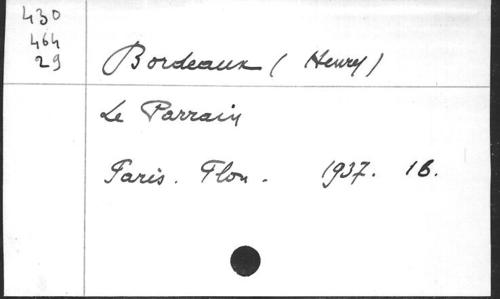 430
464
29
Bordeaux (Henry)
Le Parrain
Paris. Plon. 1937. 16.